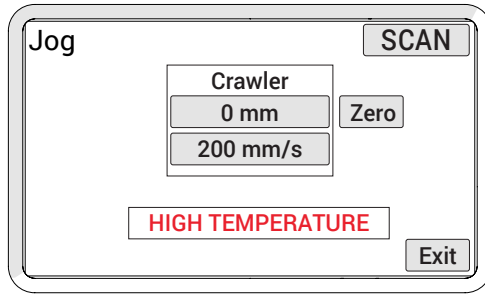 Jog
SCAN
Crawler
0 mm
Zero
200 mm/s
HIGH TEMPERATURE
Exit